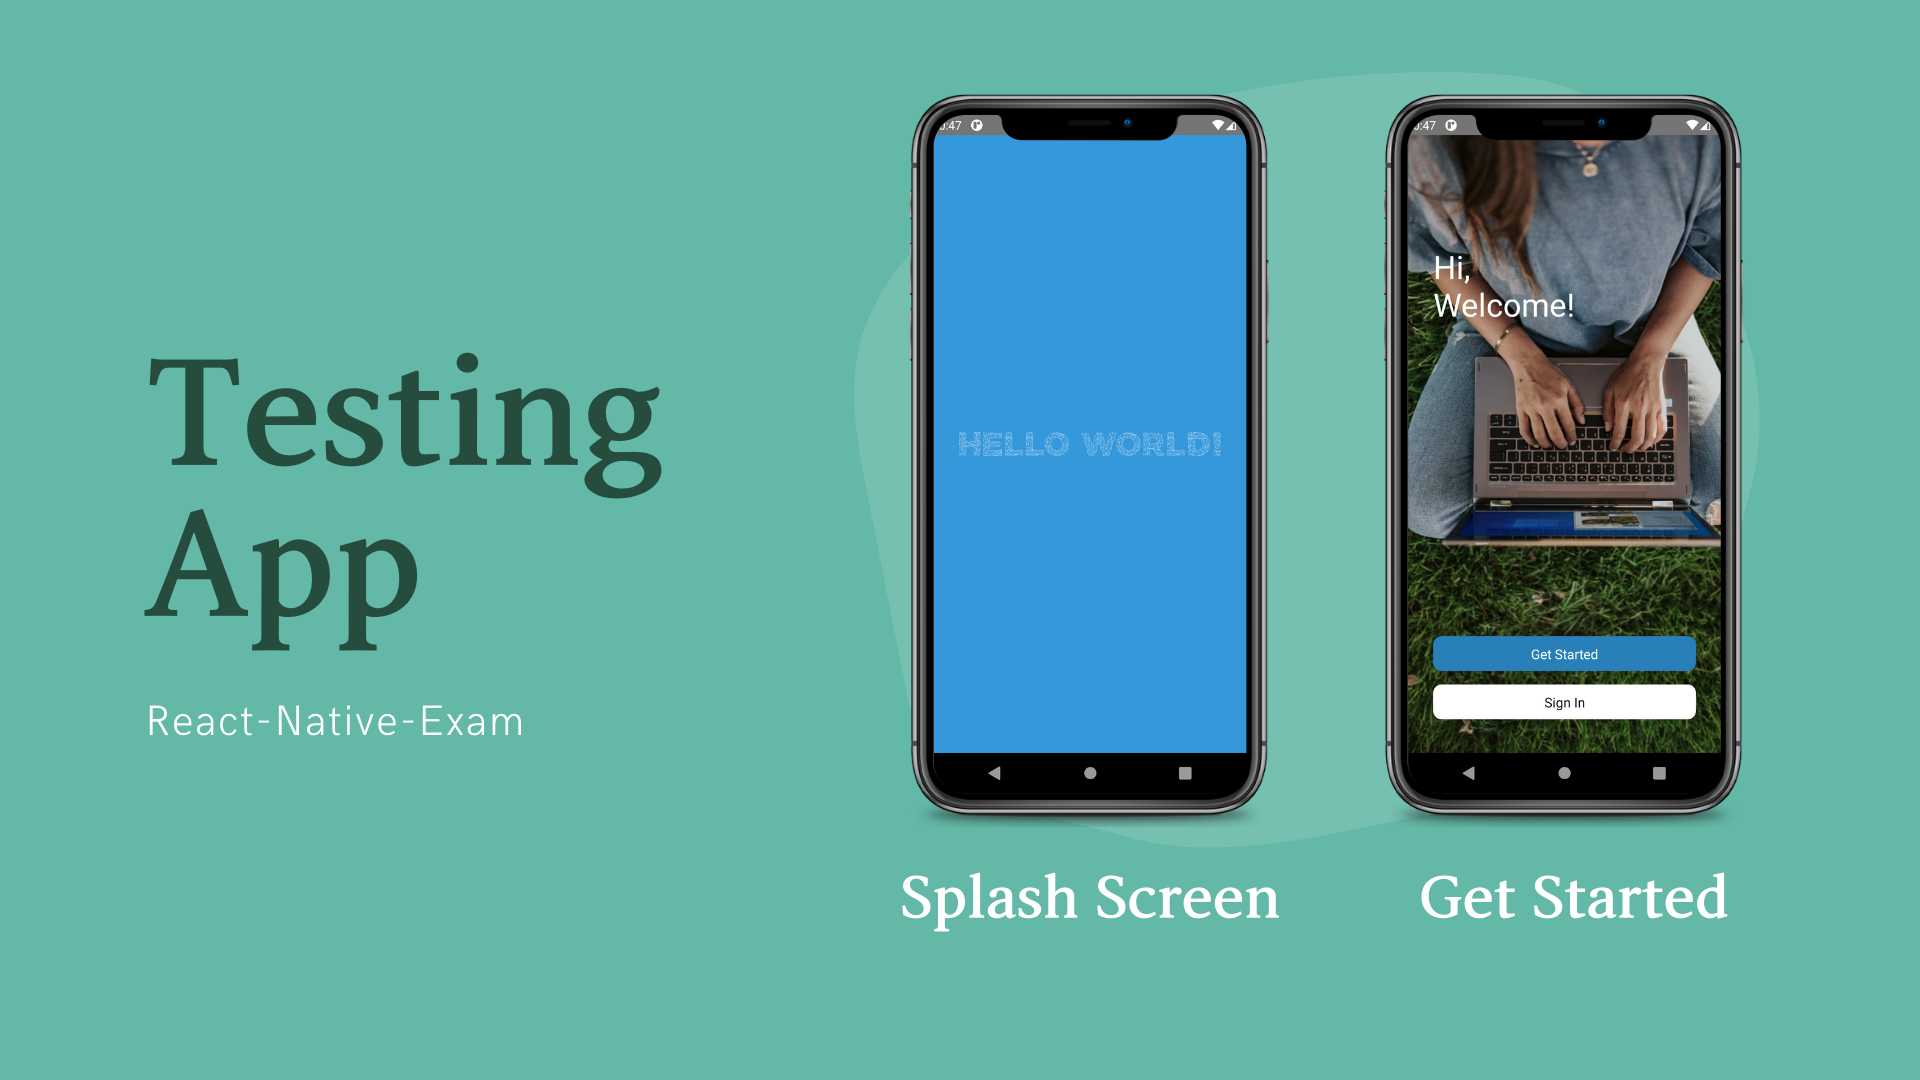 Testing
App
React-Native-Exam
:47
HELLO WORLD!
Splash Screen
:47
Hi,
Welcome!
Get Started
Sign In
Get Started